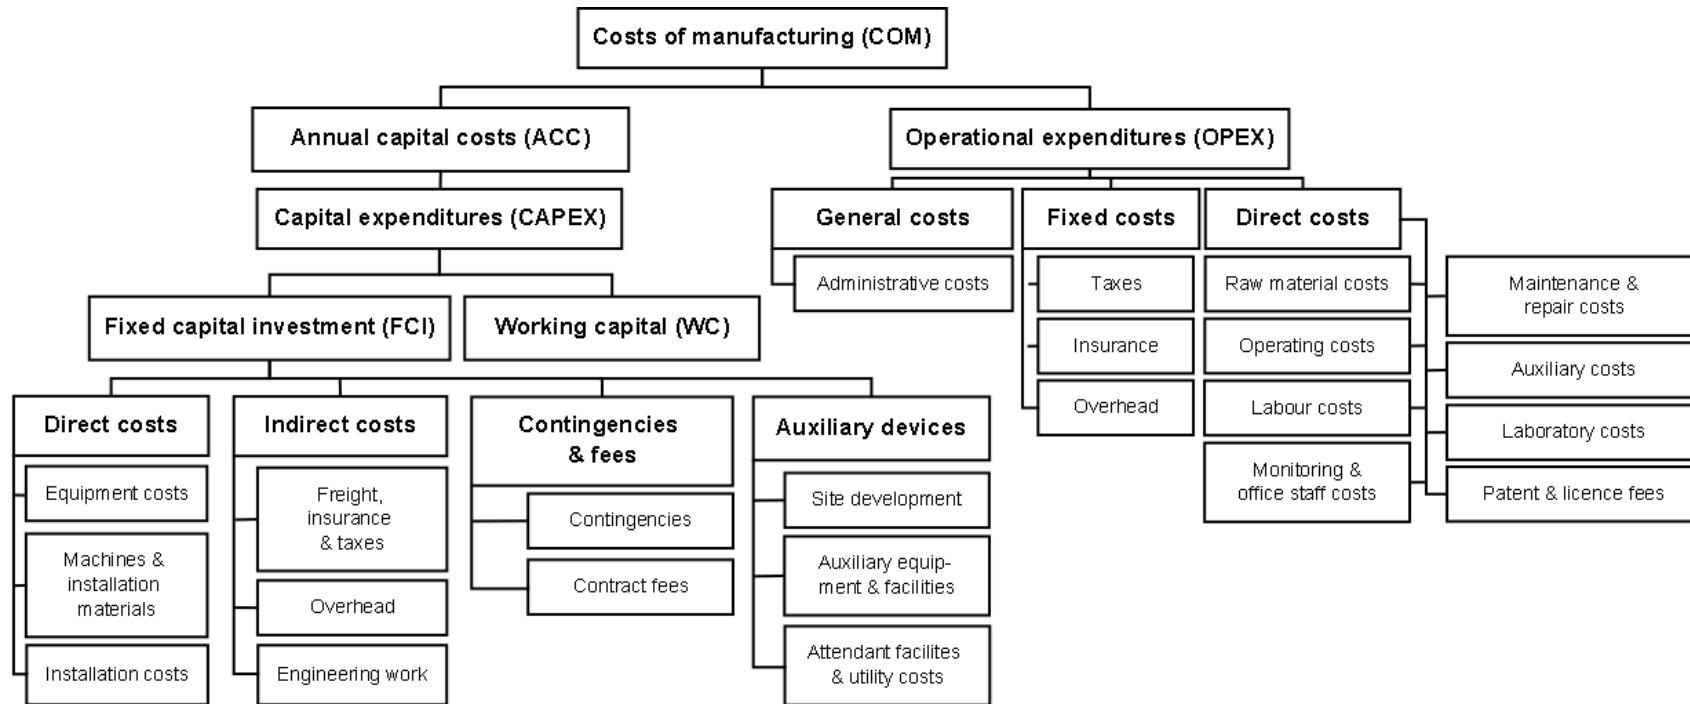 Costs of manufacturing (COM)
Annual capital costs (ACC)
Operational expenditures (OPEX)
Capital expenditures (CAPEX)
General costs
Fixed costs
Direct costs
Administrative costs
Taxes
Raw material costs
Maintenance &
repair costs
Fixed capital investment (FCI)
Working capital (WC)
Insurance
Operating costs
Auxiliary costs
Overhead
Labour costs
Laboratory costs
Monitoring &
office staff costs
Patent & licence fees
Direct costs
Indirect costs
Contingencies
& fees
Auxiliary devices
Equipment costs
Machines &
installation
materials
Installation costs
Freight,
insurance
& taxes
Overhead
Engineering work
Contingencies
Contract fees
Site development
Auxiliary equip-
ment & facilities
Attendant facilites
& utility costs